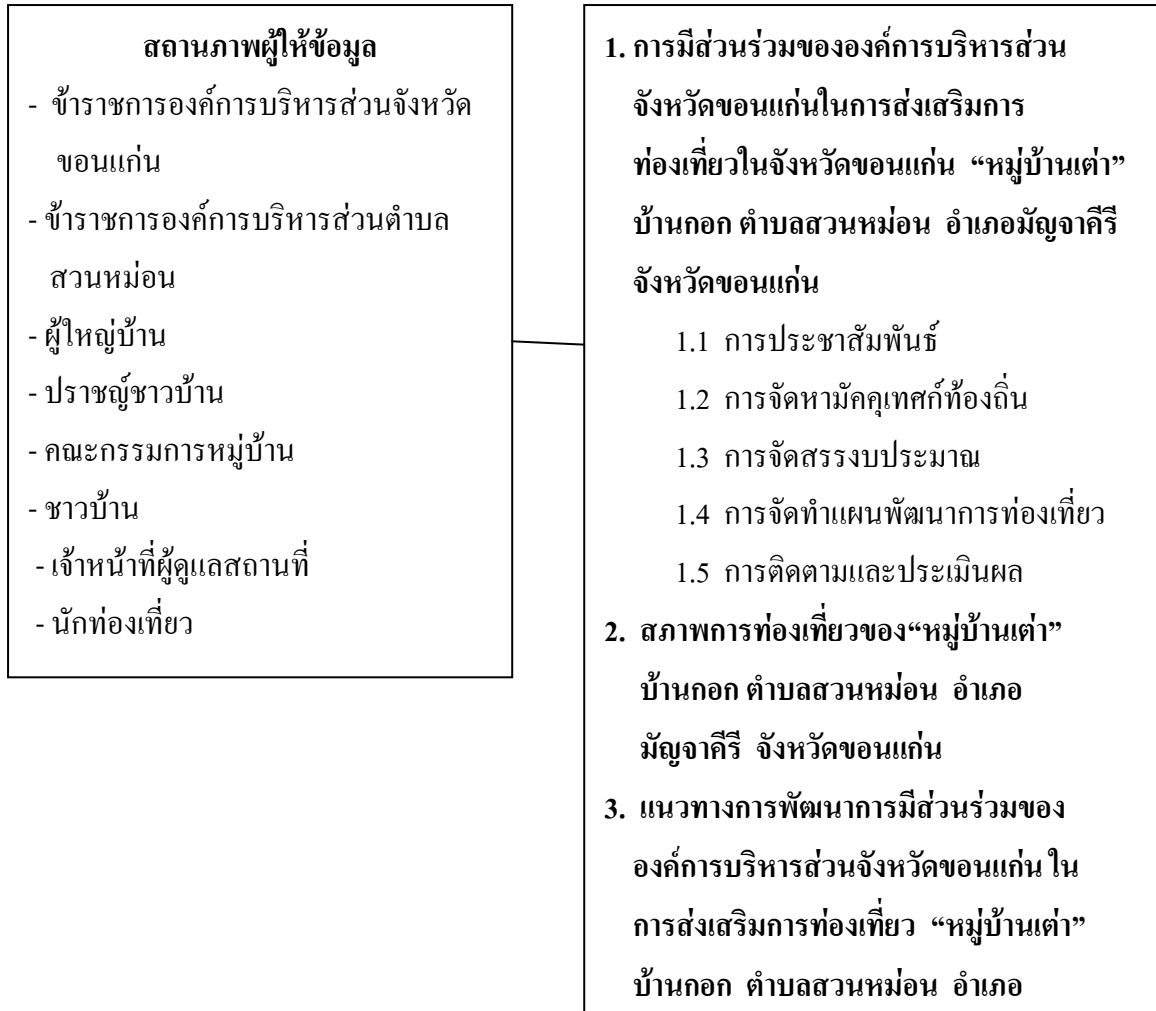 สถานภาพผู้ให้ข้อมูล
- ข้าราชการองค์การบริหารส่วนจังหวัด
ขอนแก่น
- ข้าราชการองค์การบริหารส่วนตำบล
สวนหม่อน
- ผู้ใหญ่บ้าน
- ปราชญ์ชาวบ้าน
- คณะกรรมการหมู่บ้าน
- ชาวบ้าน
- เจ้าหน้าที่ผู้ดูแลสถานที่
- นักท่องเที่ยว
1. การมีส่วนร่วมขององค์การบริหารส่วน
จังหวัดขอนแก่นในการส่งเสริมการ
ท่องเที่ยวในจังหวัดขอนแก่น “หมู่บ้านเต่า”
บ้านกอก ตำบลสวนหม่อน อำเภอมัญจาคีรี
จังหวัดขอนแก่น
1.1 การประชาสัมพันธ์
1.2 การจัดหามัคคุเทศก์ท้องถิ่น
1.3 การจัดสรรงบประมาณ
1.4 การจัดทำแผนพัฒนาการท่องเที่ยว
1.5 การติดตามและประเมินผล
2. สภาพการท่องเที่ยวของ“หมู่บ้านเต่า”
บ้านกอก ตำบลสวนหม่อน อำเภอ
มัญจาคีรี จังหวัดขอนแก่น
3. แนวทางการพัฒนาการมีส่วนร่วมของ
องค์การบริหารส่วนจังหวัดขอนแก่น ใน
การส่งเสริมการท่องเที่ยว “หมู่บ้านเต่า”
บ้านกอก ตำบลสวนหม่อน อำเภอ